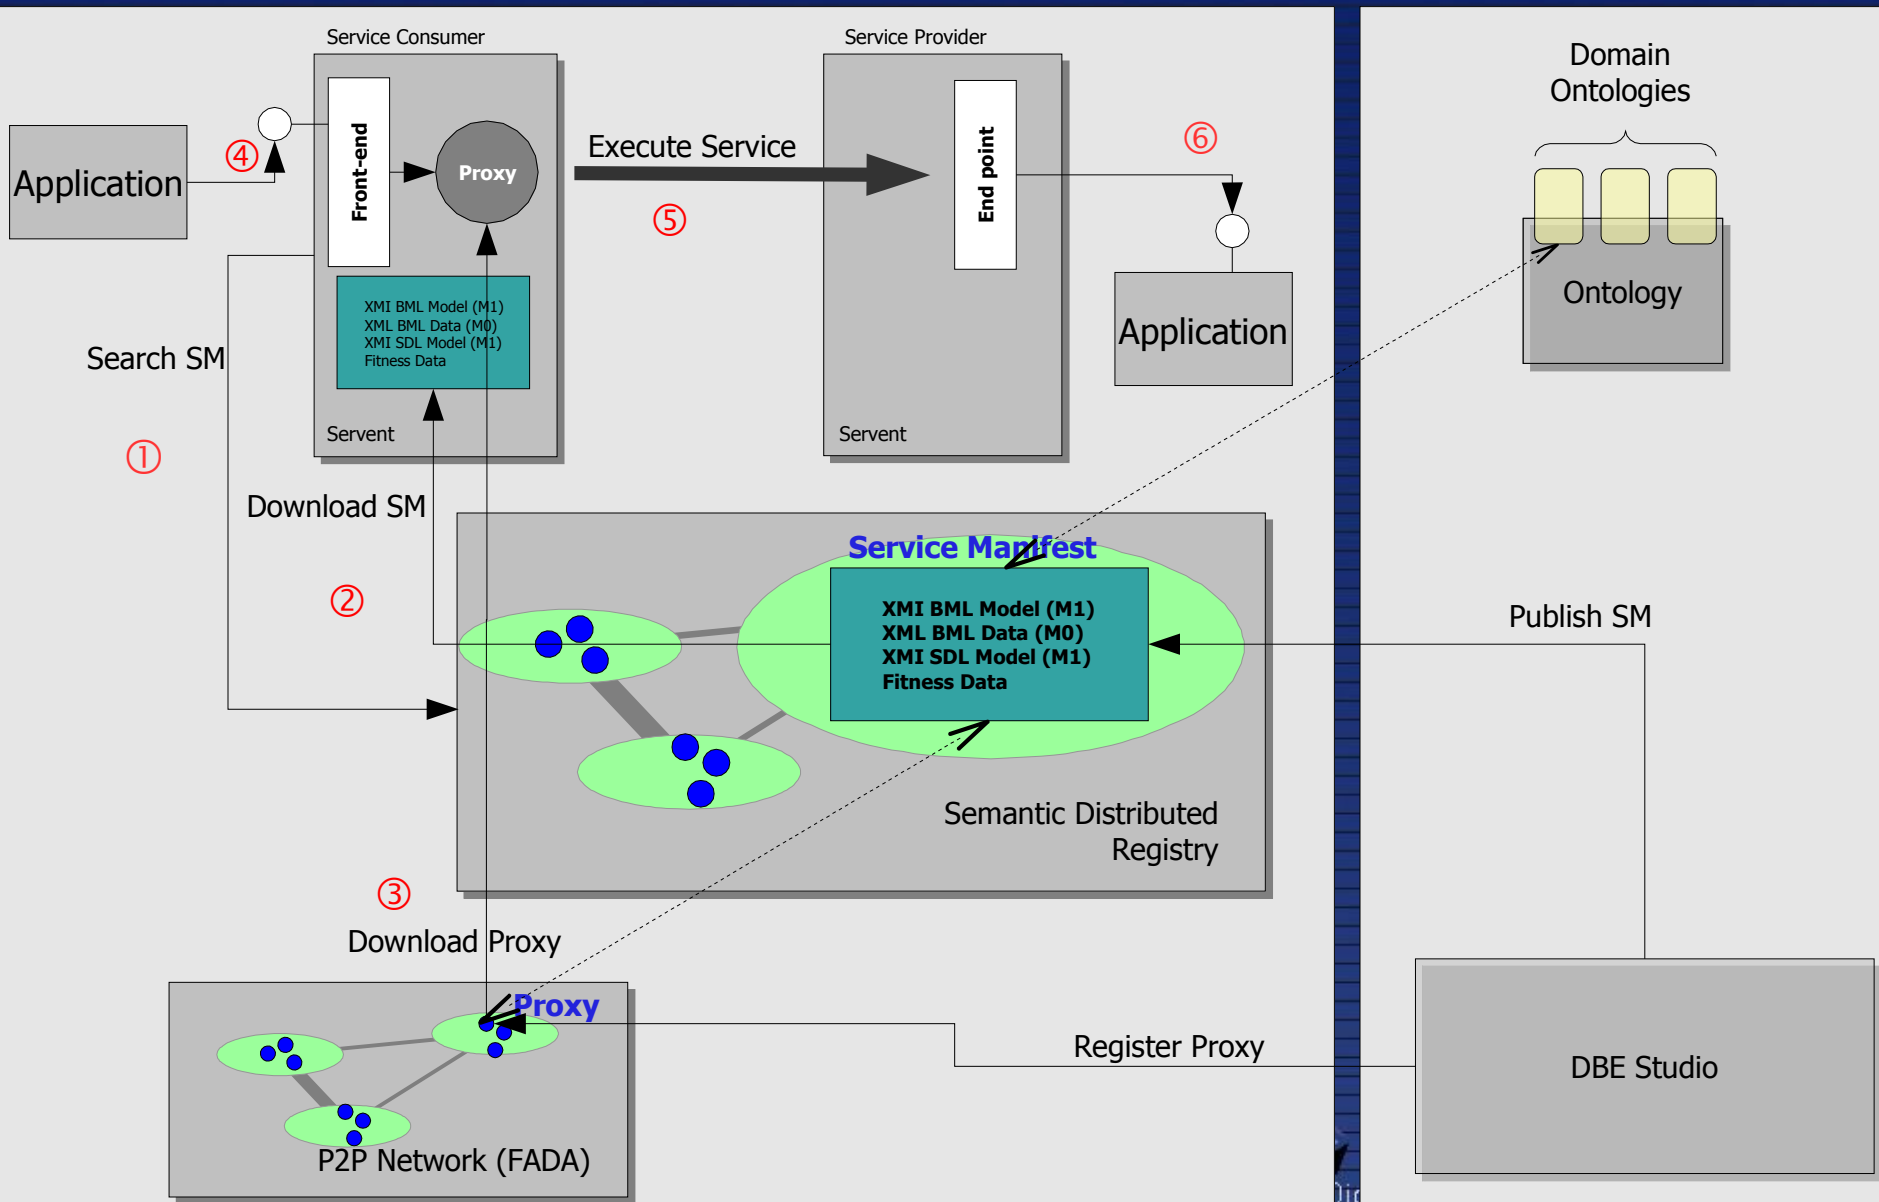 Service Consumer
Service Provider
Domain
Ontologies
Application
④
Front-end
Proxy
Execute Service
⑤
End point
⑥
Application
Ontology
XMI BML Model (M1)
XML BML Data (M0)
XMI SDL Model (M1)
Fitness Data
Servent
Servent
Search SM
①
Download SM
②
Service Manifest
XMI BML Model (M1)
XML BML Data (M0)
XMI SDL Model (M1)
Fitness Data
Publish SM
Semantic Distributed
Registry
③
Download Proxy
Proxy
Register Proxy
DBE Studio
P2P Network (FADA)